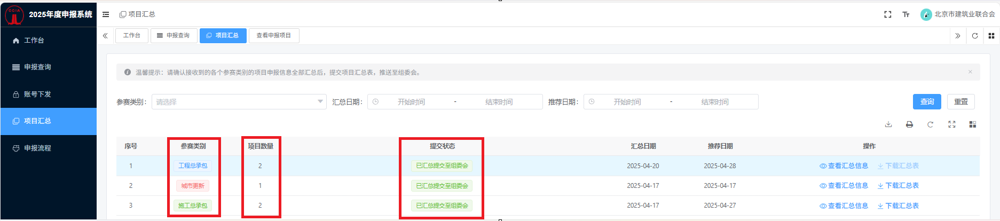 CCIA
2025年度申报系统
项目汇总
北京市建筑业联合会
工作台
申报查询
账号下发
项目汇总
申报流程
工作台
申报查询
项目汇总
查看申报项目
温馨提示：请确认接收到的各个参赛类别的项目申报信息全部汇总后，提交项目汇总表，推送至组委会。
参赛类别： 请选择 汇总日期： 开始时间 - 结束时间 推荐日期： 开始时间 - 结束时间 查询 重置
序号 参赛类别 项目数量 提交状态 汇总日期 推荐日期 操作
1 工程总承包 2 已汇总提交至组委会 2025-04-20 2025-04-28 查看汇总信息 下载汇总表
2 城市更新 1 已汇总提交至组委会 2025-04-17 2025-04-17 查看汇总信息 下载汇总表
3 施工总承包 2 已汇总提交至组委会 2025-04-17 2025-04-27 查看汇总信息 下载汇总表